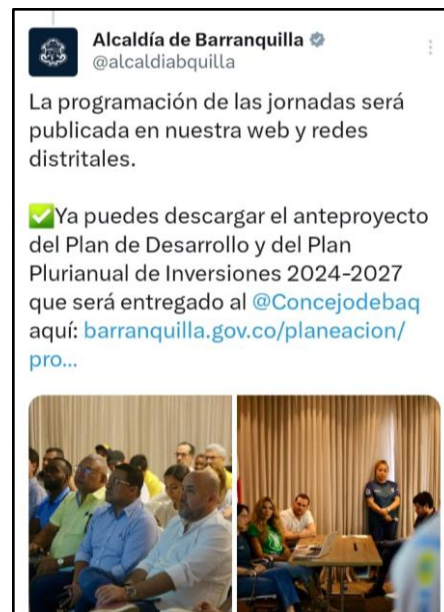 Alcaldía de Barranquilla
@alcaldiabquilla
La programación de las jornadas será
publicada en nuestra web y redes
distritales.
✅Ya puedes descargar el anteproyecto
del Plan de Desarrollo y del Plan
Plurianual de Inversiones 2024-2027
que será entregado al @Concejodebaq
aquí: barranquilla.gov.co/planeacion/
pro...